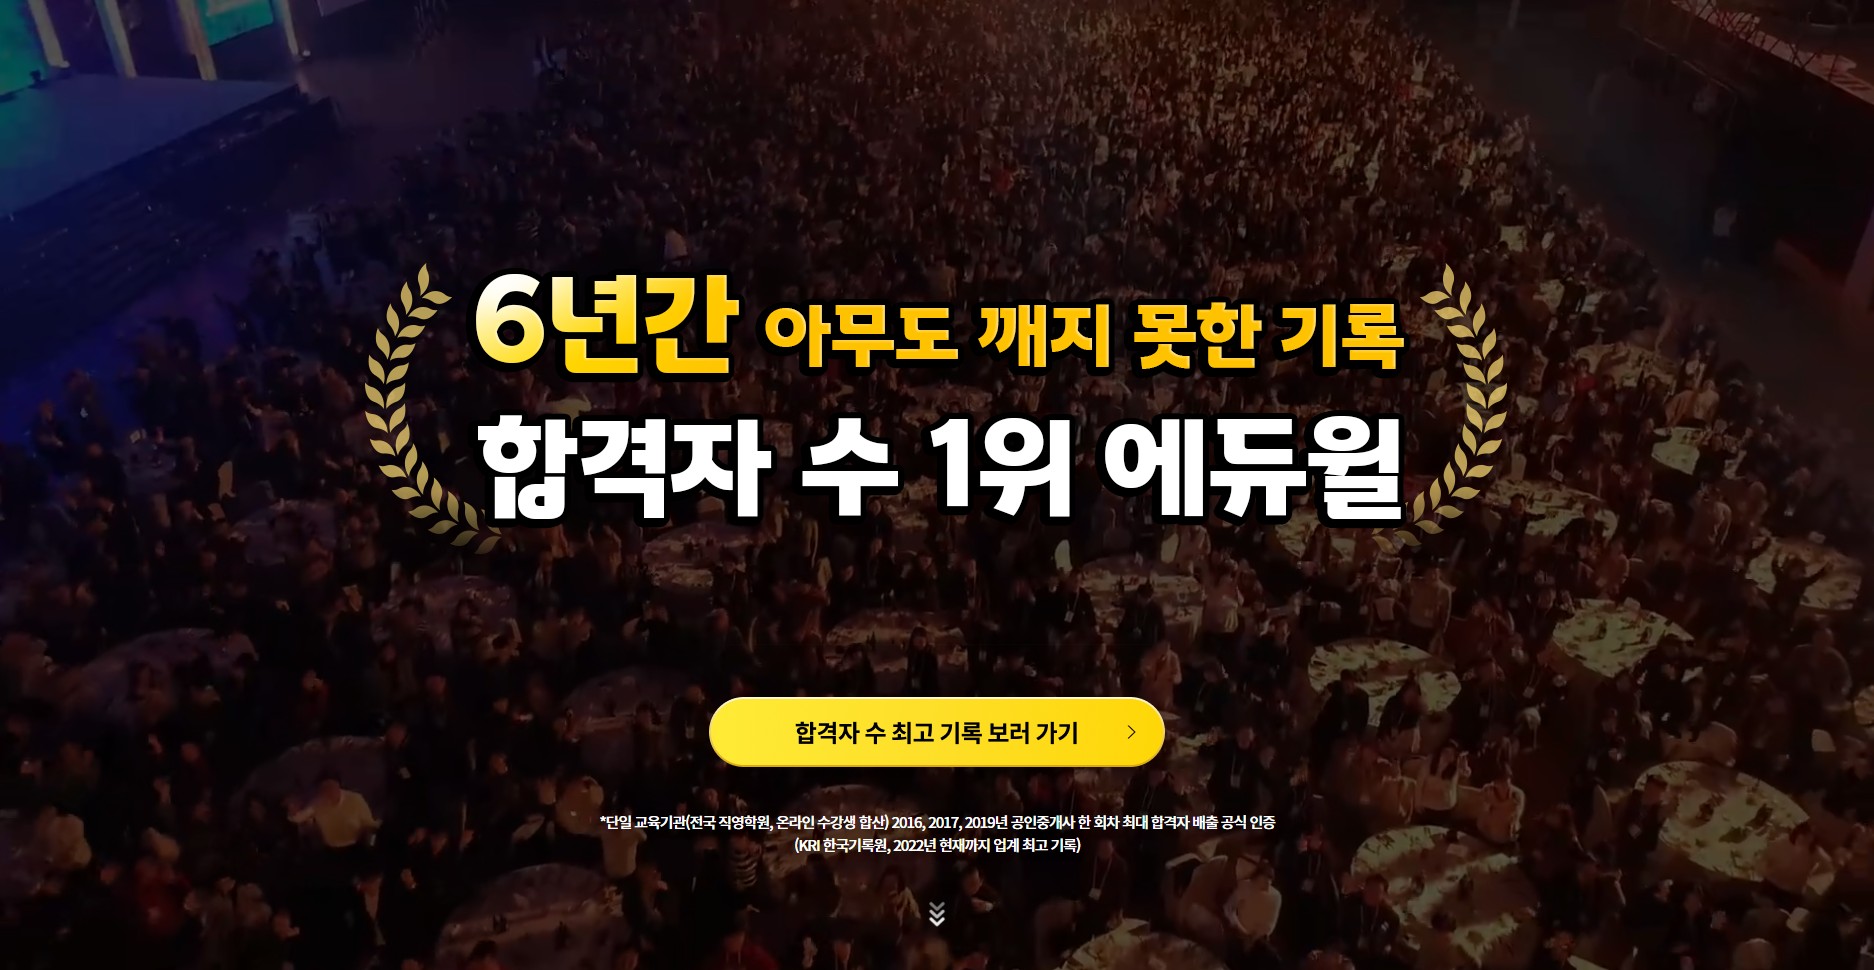 6년간 아무도 깨지 못한 기록
합격자 수 1위 에듀윌
합격자 수 최고 기록 보러 가기
*단일 교육기관(전국 직영학원, 온라인 수강생 합산) 2016, 2017, 2019년 공인중개사 한 회차 최대 합격자 배출 공식 인증
(KRI 한국기록원, 2022년 현재까지 업계 최고 기록)